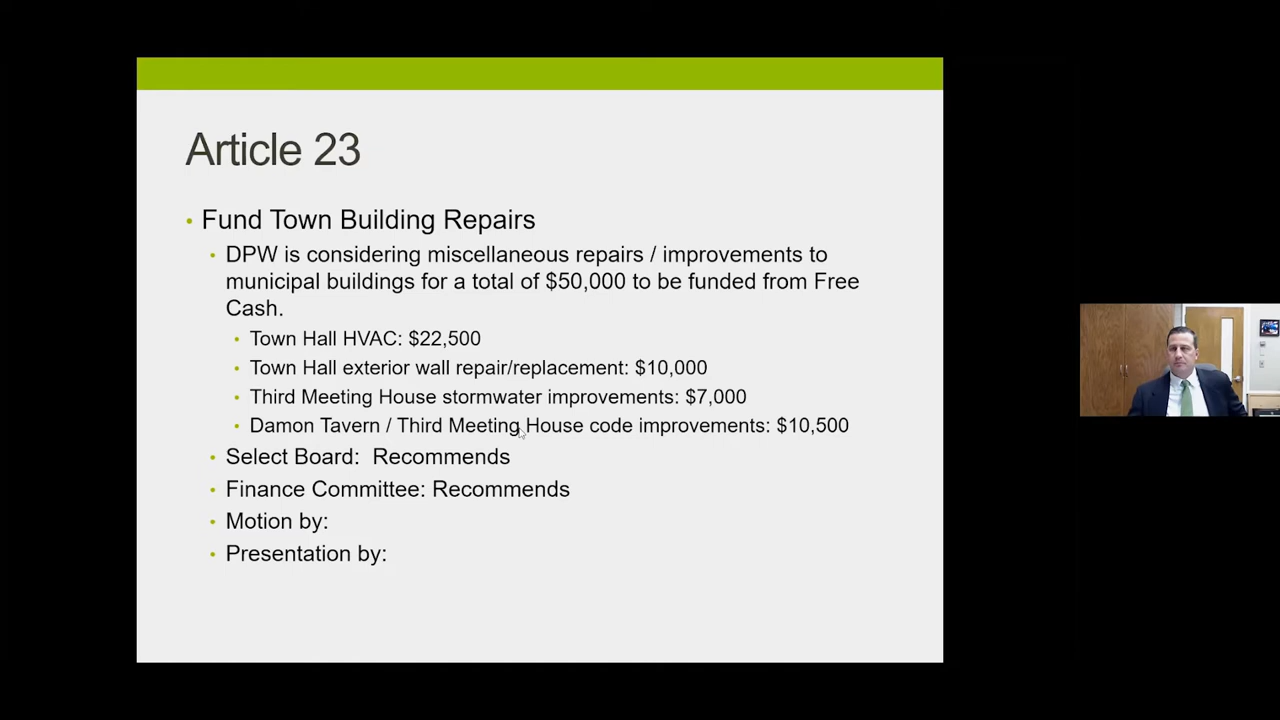 Article 23
• Fund Town Building Repairs
• DPW is considering miscellaneous repairs / improvements to
municipal buildings for a total of $50,000 to be funded from Free
Cash.
• Town Hall HVAC: $22,500
• Town Hall exterior wall repair/replacement: $10,000
• Third Meeting House stormwater improvements: $7,000
• Damon Tavern / Third Meeting House code improvements: $10,500
• Select Board:  Recommends
• Finance Committee: Recommends
• Motion by:
• Presentation by: